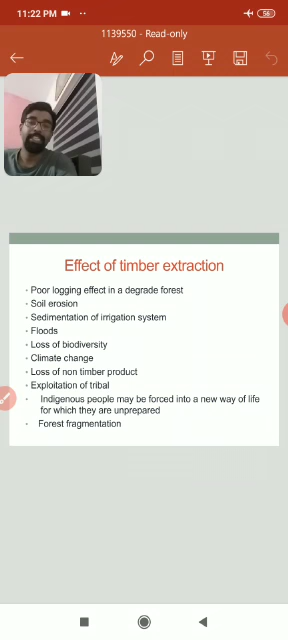 11:22 PM
56
1139550 - Read-only
Effect of timber extraction
• Poor logging effect in a degrade forest
• Soil erosion
• Sedimentation of irrigation system
• Floods
• Loss of biodiversity
• Climate change
• Loss of non timber product
• Exploitation of tribal
• Indigenous people may be forced into a new way of life
for which they are unprepared
• Forest fragmentation